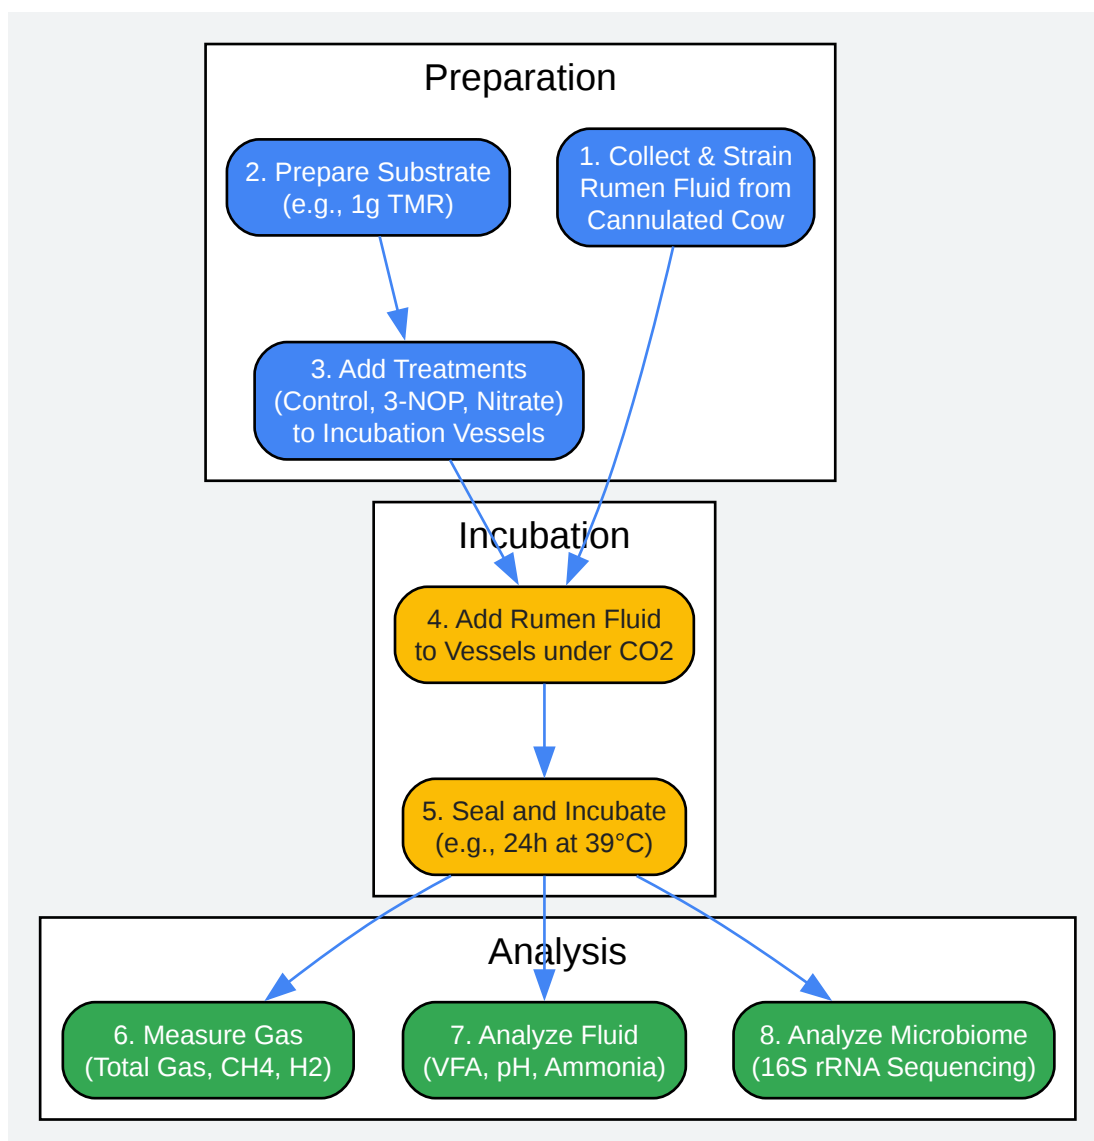 Preparation
2. Prepare Substrate
(e.g., 1g TMR)
1. Collect & Strain
Rumen Fluid from
Cannulated Cow
3. Add Treatments
(Control, 3-NOP, Nitrate)
to Incubation Vessels
Incubation
4. Add Rumen Fluid
to Vessels under CO2
5. Seal and Incubate
(e.g., 24h at 39°C)
Analysis
6. Measure Gas
(Total Gas, CH4, H2)
7. Analyze Fluid
(VFA, pH, Ammonia)
8. Analyze Microbiome
(16S rRNA Sequencing)